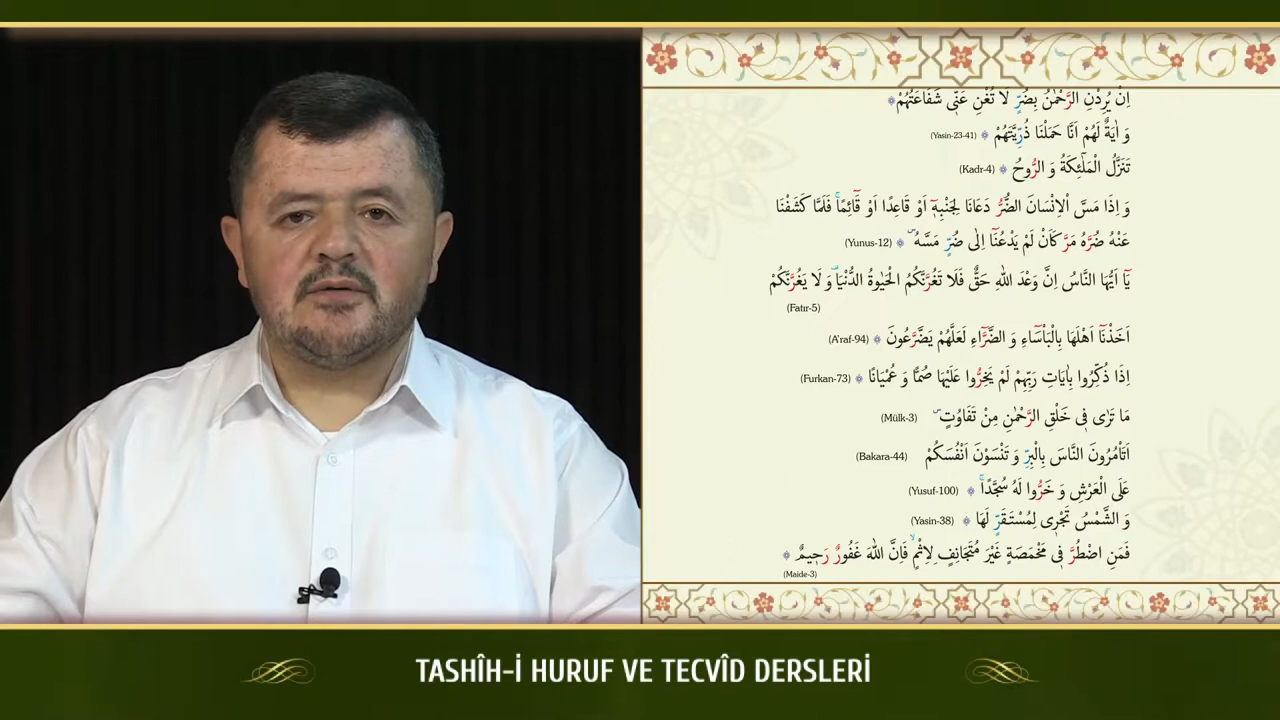 اِنْ يُرِدْنِ الرَّحْمٰنُ بِضُرٍّ لَا تُغْنِ عَنّٖى شَفَاعَتُهُمْ
وَ اٰيَةٌ لَهُمْ اَنَّا حَمَلْنَا ذُرِّيَّتَهُمْ (Yasin-23-41)
تَنَزَّلُ الْمَلٰٓئِكَةُ وَ الرُّوحُ (Kadr-4)
وَ اِذَا مَسَّ الْاِنْسَانَ الضُّرُّ دَعَانَا لِجَنْبِهٖٓ اَوْ قَاعِدًا اَوْ قَٓائِمًاۚ فَلَمَّا كَشَفْنَا
عَنْهُ ضُرَّهُ مَرَّ كَاَنْ لَمْ يَدْعُنَٓا اِلٰى ضُرٍّ مَسَّهُ (Yunus-12)
يَٓا اَيُّهَا النَّاسُ اِنَّ وَعْدَ اللّٰهِ حَقٌّ فَلَا تَغُرَّنَّكُمُ الْحَيٰوةُ الدُّنْيَا وَ لَا يَغُرَّنَّكُمْ
(Fatır-5)
اَخَذْنَٓا اَهْلَهَا بِالْبَاْسَٓاءِ وَ الضَّرَّٓاءِ لَعَلَّهُمْ يَضَّرَّعُونَ (A'raf-94)
اِذَا ذُكِّرُوا بِاٰيَاتِ رَبِّهِمْ لَمْ يَخِرُّوا عَلَيْهَا صُمًّا وَ عُمْيَانًا (Furkan-73)
مَا تَرٰى فٖى خَلْقِ الرَّحْمٰنِ مِنْ تَفَاوُتٍ (Mülk-3)
اَتَاْمُرُونَ النَّاسَ بِالْبِرِّ وَ تَنْسَوْنَ اَنْفُسَكُمْ (Bakara-44)
عَلَى الْعَرْشِ وَ خَرُّوا لَهُ سُجَّدًاۚ (Yusuf-100)
وَ الشَّمْسُ تَجْرٖى لِمُسْتَقَرٍّ لَهَا (Yasin-38)
فَمَنِ اضْطُرَّ فٖى مَخْمَصَةٍ غَيْرَ مُتَجَانِفٍ لِاِثْمٍۙ فَاِنَّ اللّٰهَ غَفُورٌ رَحٖيمٌ
(Maide-3)
TASHÎH-İ HURUF VE TECVÎD DERSLERİ